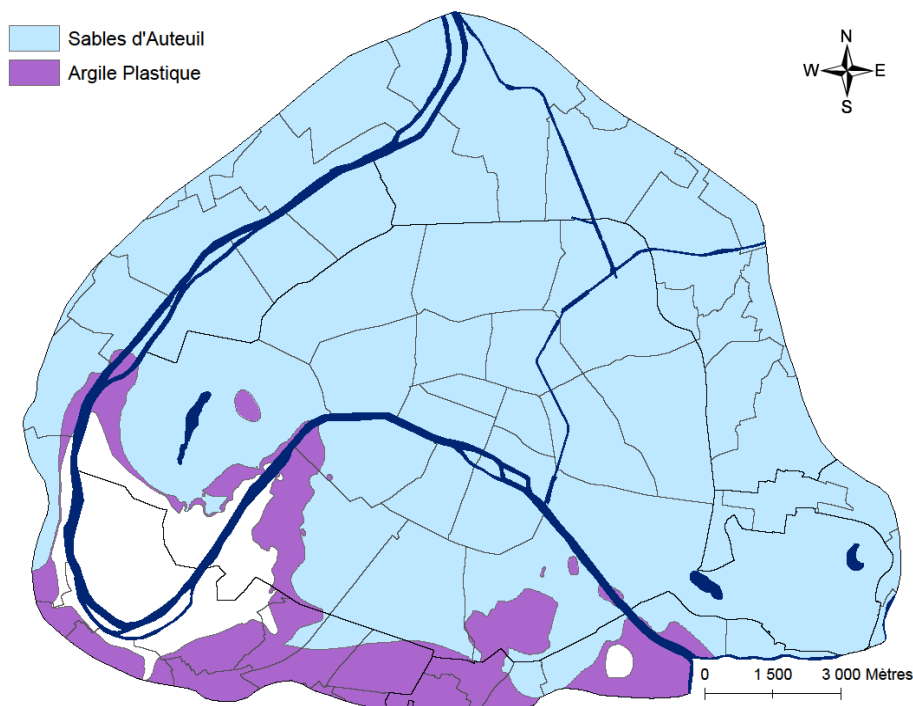 Sables d'Auteuil
Argile Plastique
N
W E
S
0 1 500 3 000 Mètres